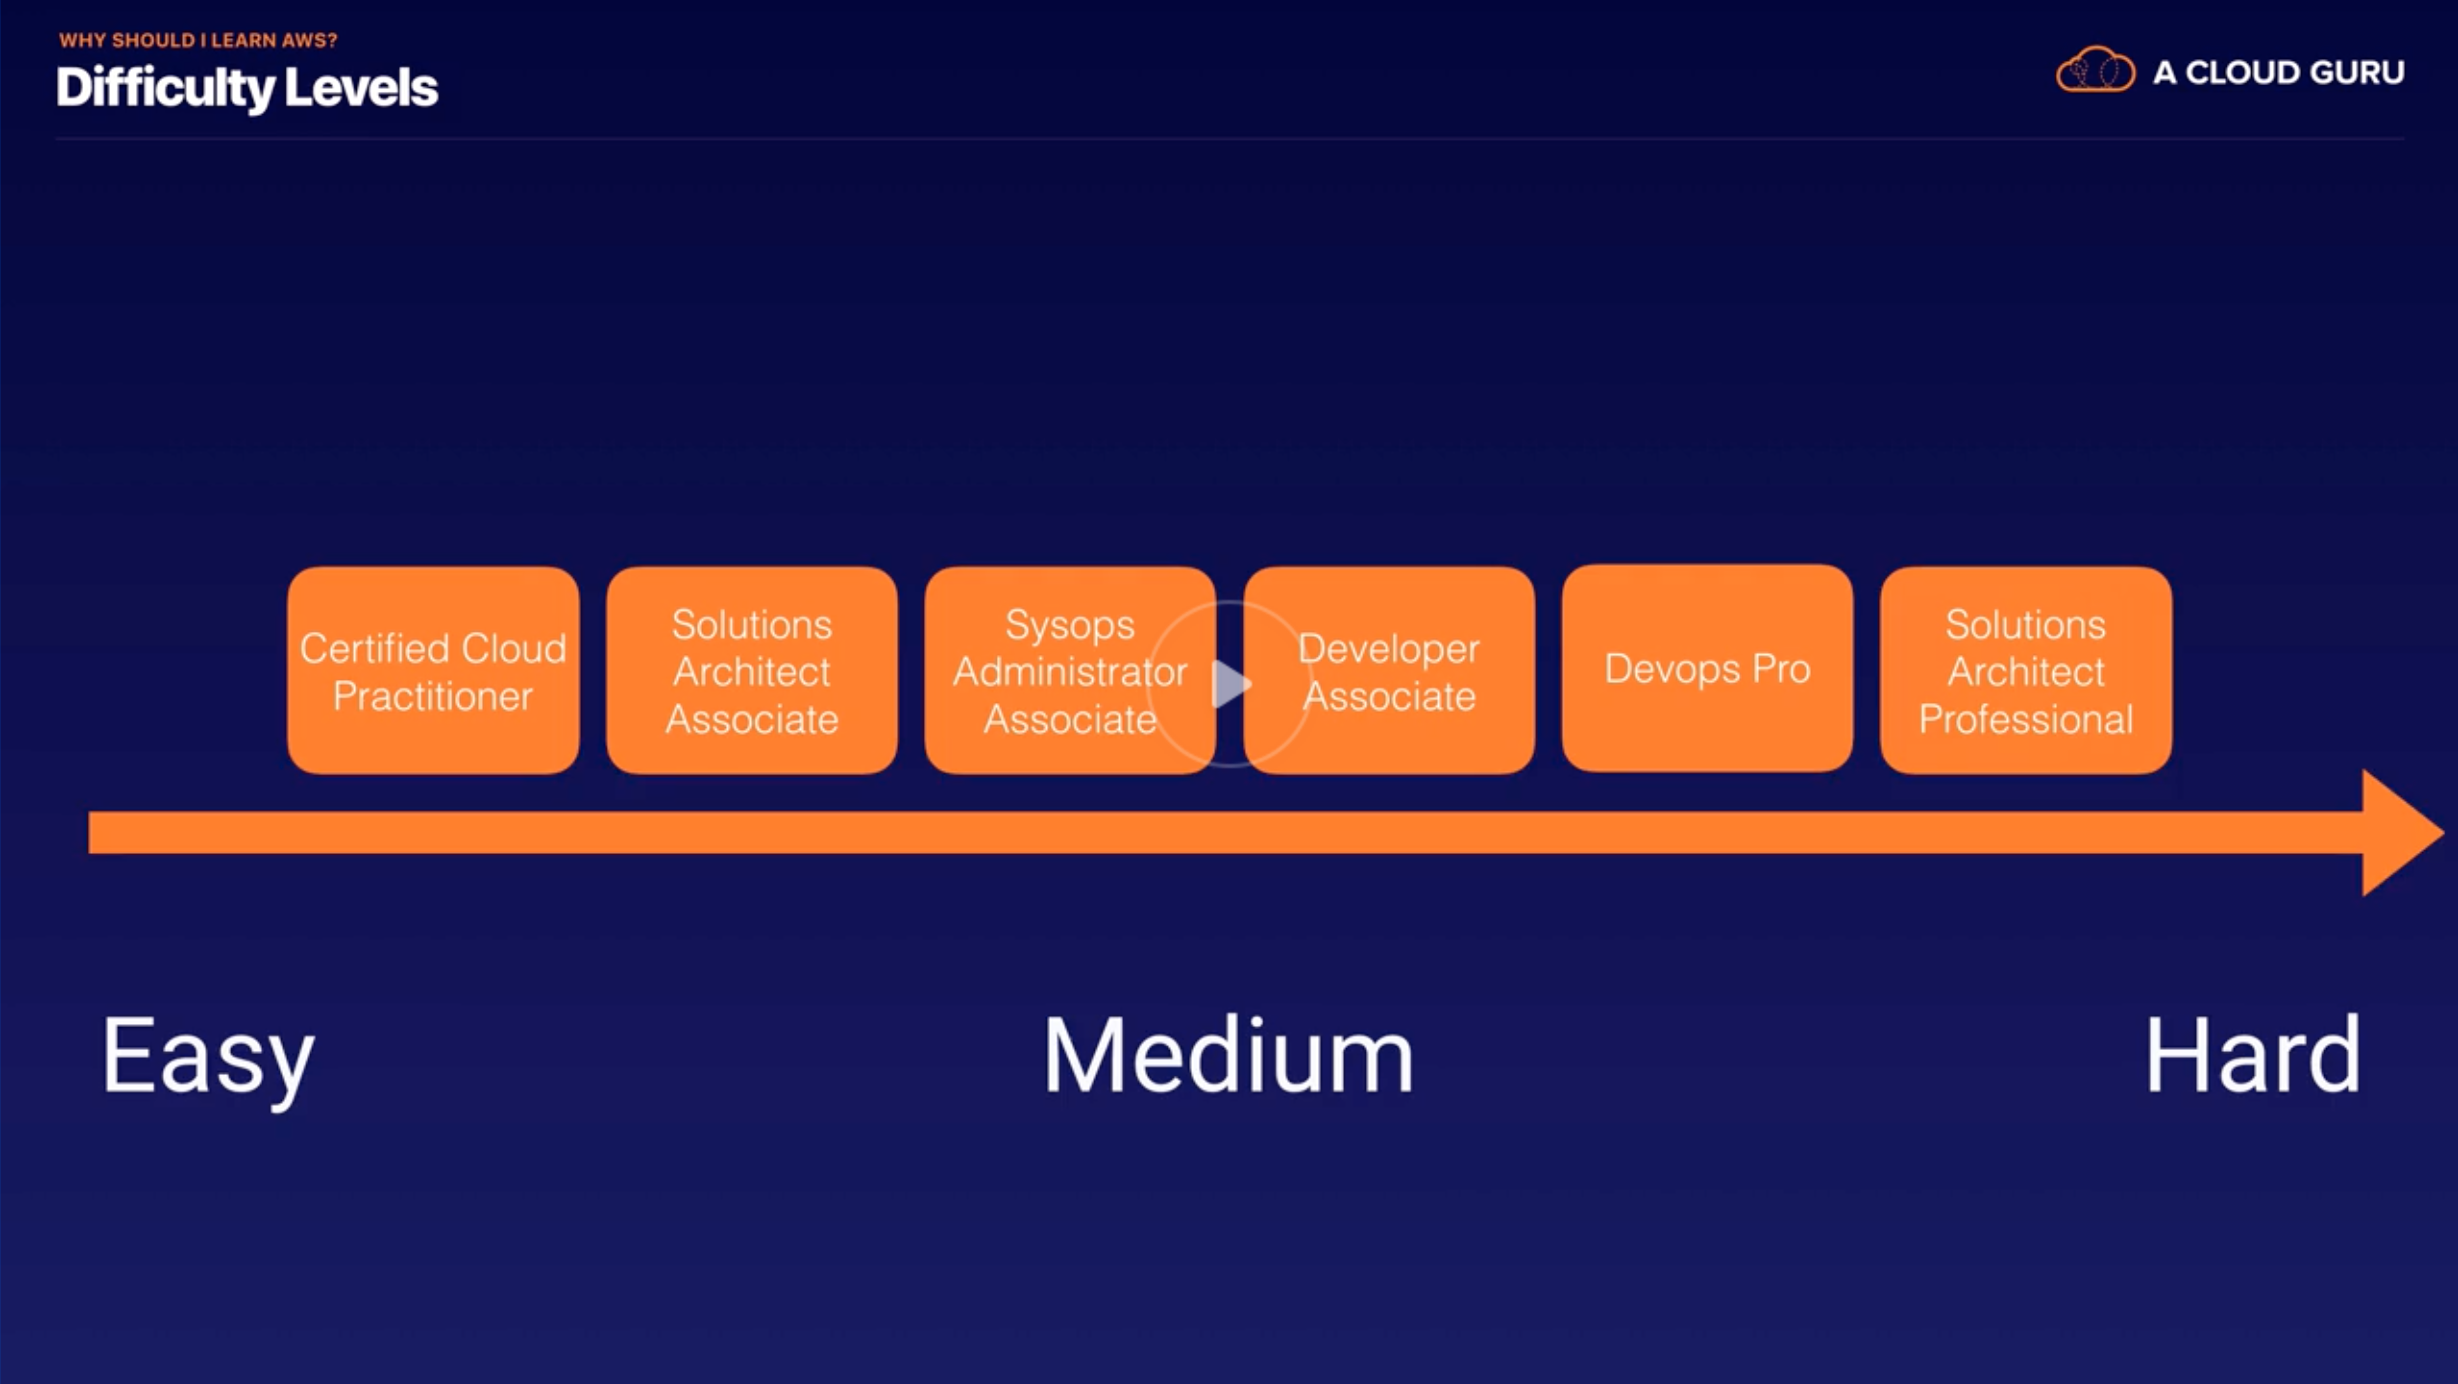 WHY SHOULD I LEARN AWS?
Difficulty Levels
A CLOUD GURU
Certified Cloud
Practitioner
Solutions
Architect
Associate
Sysops
Administrator
Associate
Developer
Associate
Devops Pro
Solutions
Architect
Professional
Easy
Medium
Hard